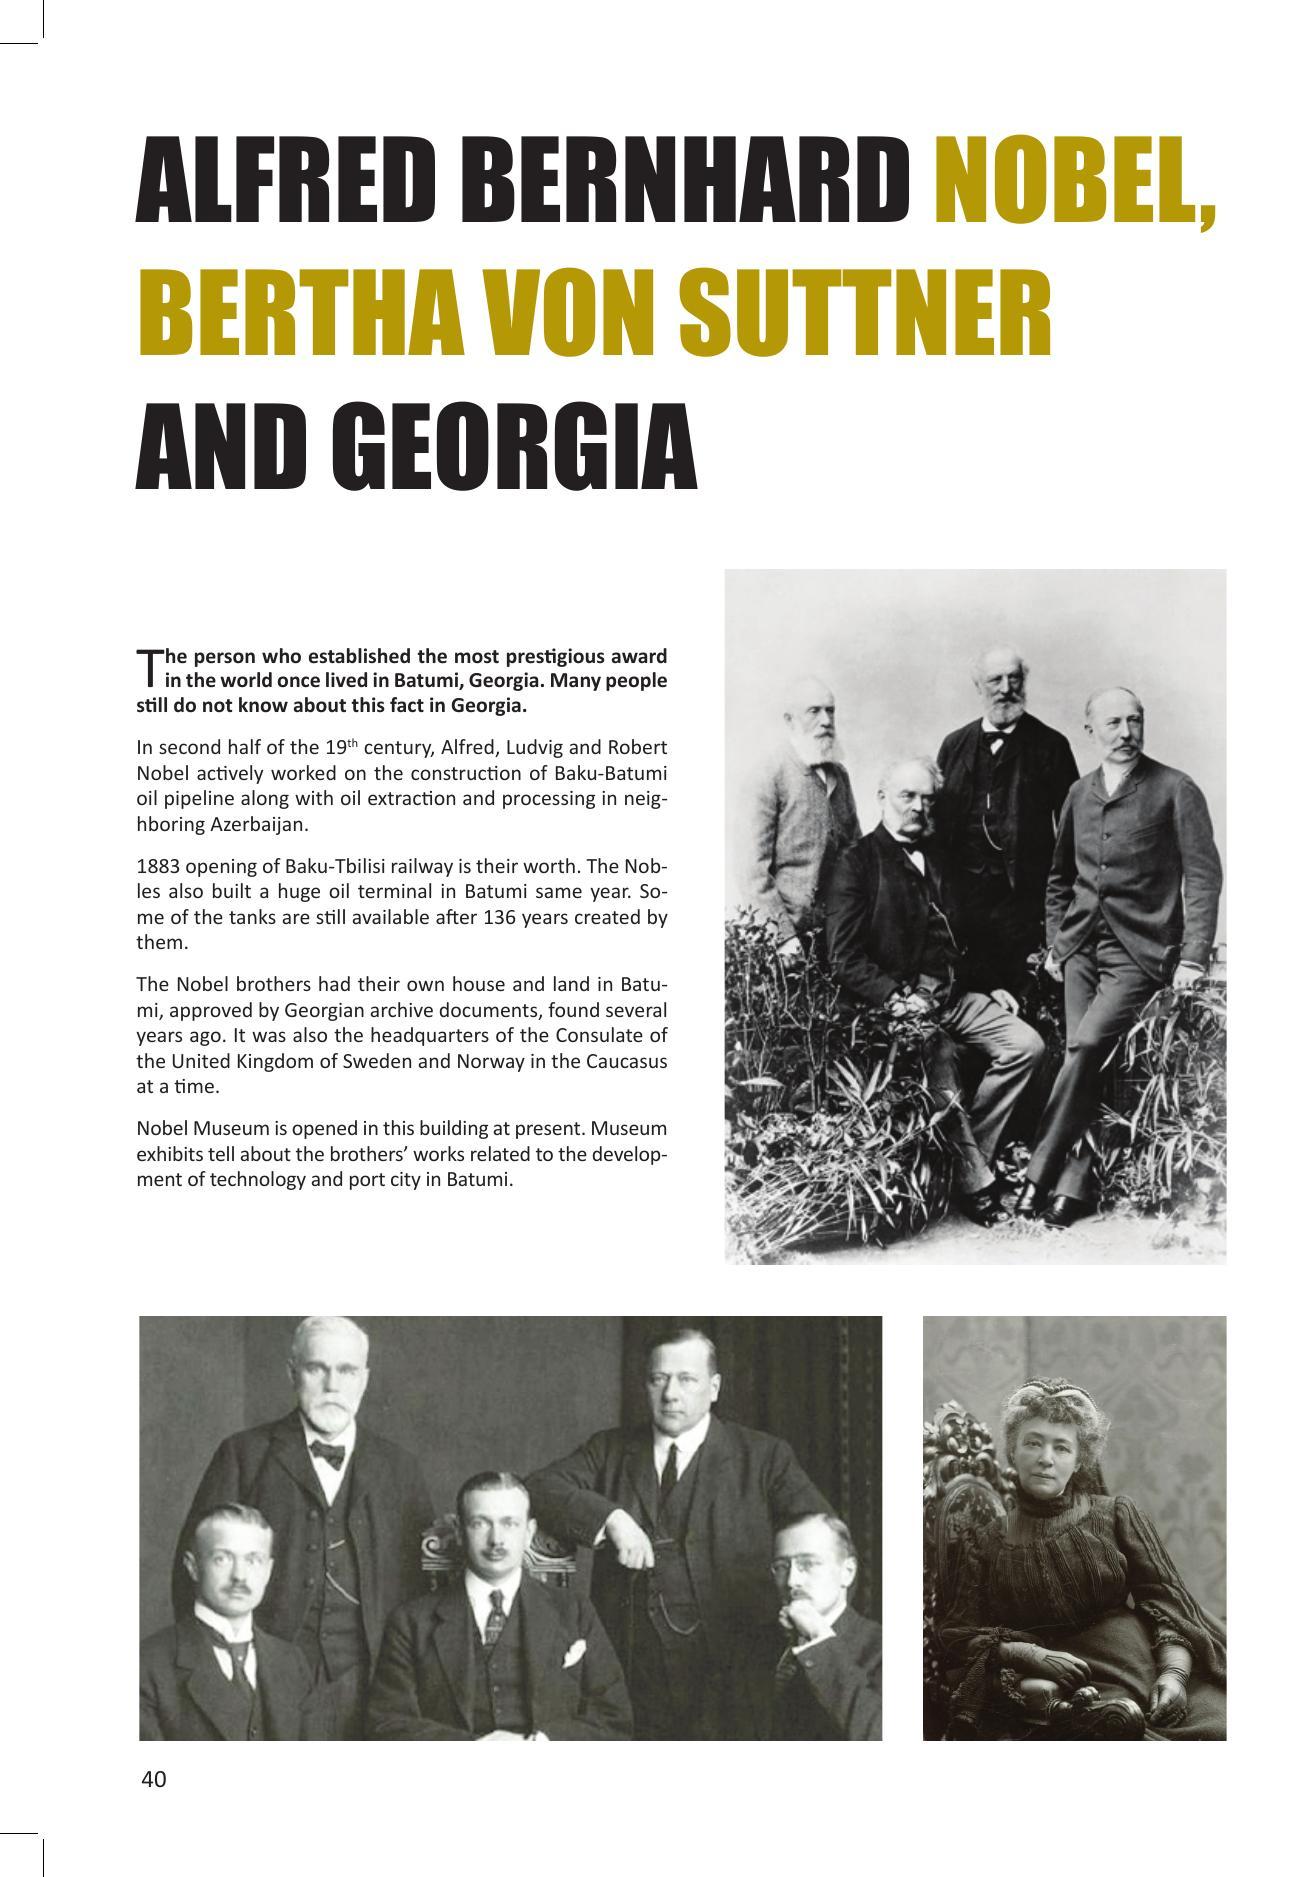 ALFRED BERNHARD NOBEL,
BERTHA VON SUTTNER
AND GEORGIA
The person who established the most prestigious award
in the world once lived in Batumi, Georgia. Many people
still do not know about this fact in Georgia.
In second half of the 19th century, Alfred, Ludvig and Robert
Nobel actively worked on the construction of Baku-Batumi
oil pipeline along with oil extraction and processing in neig-
hboring Azerbaijan.
1883 opening of Baku-Tbilisi railway is their worth. The Nob-
les also built a huge oil terminal in Batumi same year. So-
me of the tanks are still available after 136 years created by
them.
The Nobel brothers had their own house and land in Batu-
mi, approved by Georgian archive documents, found several
years ago. It was also the headquarters of the Consulate of
the United Kingdom of Sweden and Norway in the Caucasus
at a time.
Nobel Museum is opened in this building at present. Museum
exhibits tell about the brothers’ works related to the develop-
ment of technology and port city in Batumi.
40